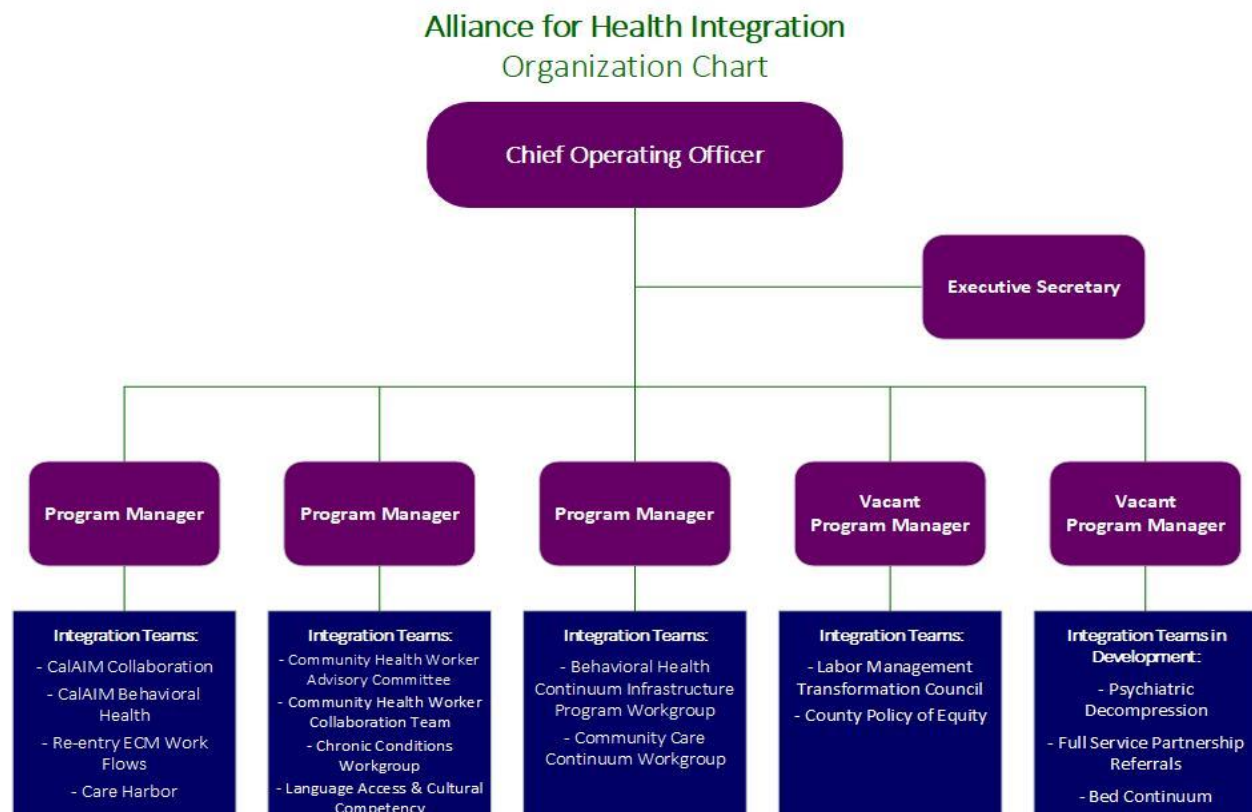 Alliance for Health Integration
Organization Chart
Chief Operating Officer
Executive Secretary
Program Manager
Program Manager
Program Manager
Vacant
Program Manager
Vacant
Program Manager
Integration Teams:
- CalAIM Collaboration
- CalAIM Behavioral
Health
- Re-entry ECM Work
Flows
- Care Harbor
Integration Teams:
- Community Health Worker
Advisory Committee
- Community Health Worker
Collaboration Team
- Chronic Conditions
Workgroup
- Language Access & Cultural
Competency
Integration Teams:
- Behavioral Health
Continuum Infrastructure
Program Workgroup
- Community Care
Continuum Workgroup
Integration Teams:
- Labor Management
Transformation Council
- County Policy of Equity
Integration Teams in
Development:
- Psychiatric
Decompression
- Full Service Partnership
Referrals
- Bed Continuum